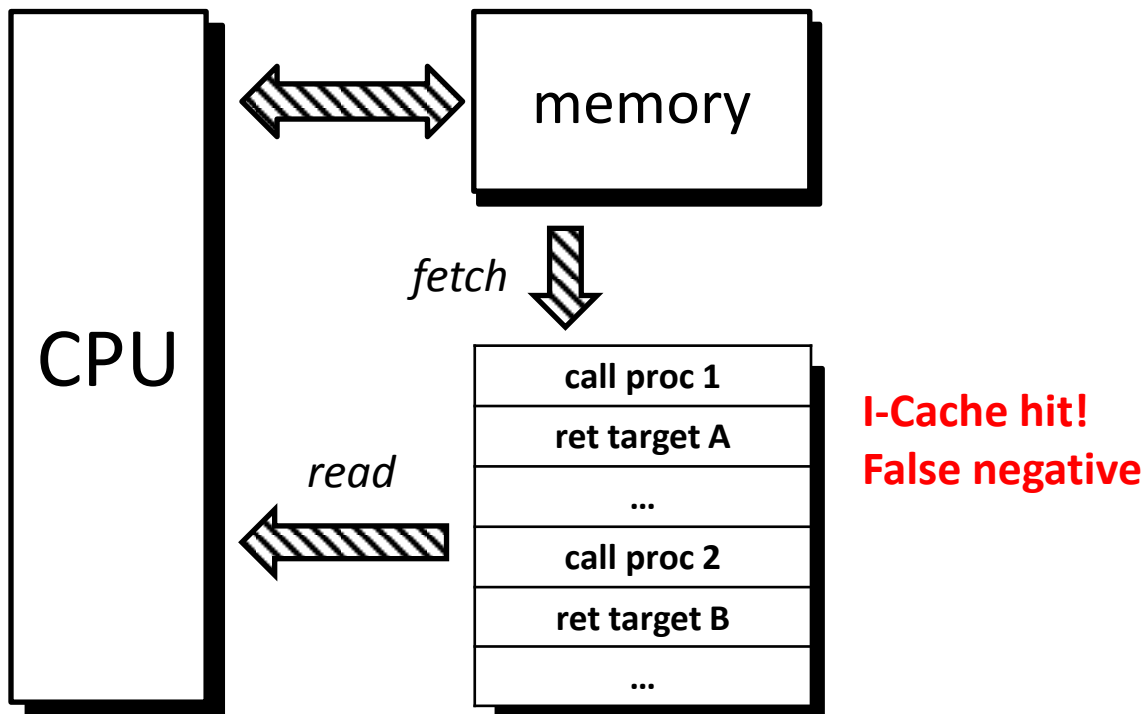 memory
CPU
fetch
read
call proc 1
ret target A
…
call proc 2
ret target B
…
I-Cache hit!
False negative